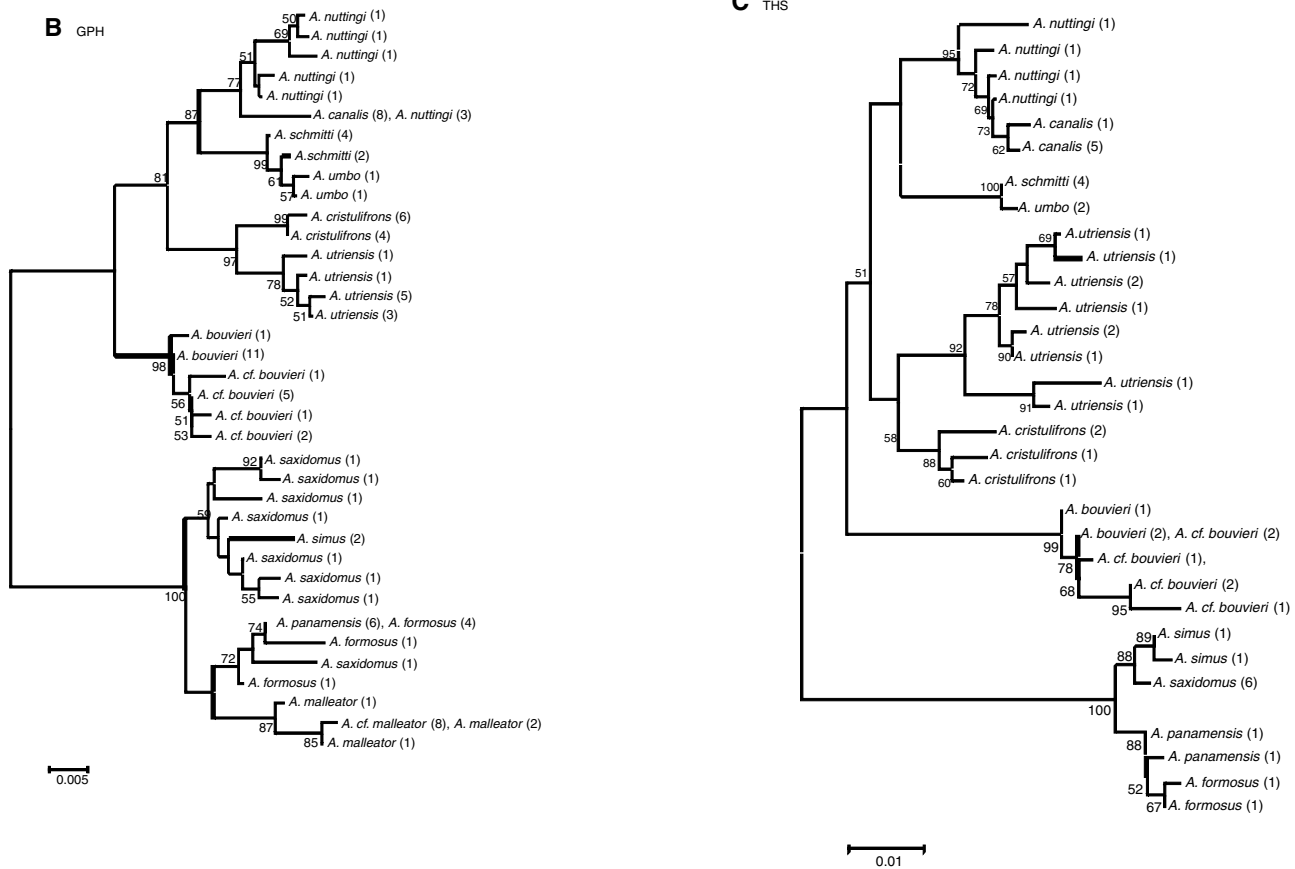 B GPH
50
A. nuttingi (1)
69
A. nuttingi (1)
51
A. nuttingi (1)
77
A. nuttingi (1)
A. nuttingi (1)
87
A. canalis (8), A. nuttingi (3)
A. schmitti (4)
99
A.schmitti (2)
61
A. umbo (1)
57
A. umbo (1)
81
99
A. cristulifrons (6)
A. cristulifrons (4)
97
A. utriensis (1)
78
A. utriensis (1)
52
A. utriensis (5)
51
A. utriensis (3)
A. bouvieri (1)
98
A. bouvieri (11)
A. cf. bouvieri (1)
56
A. cf. bouvieri (5)
51
A. cf. bouvieri (1)
53
A. cf. bouvieri (2)
92
A. saxidomus (1)
A. saxidomus (1)
A. saxidomus (1)
59
A. saxidomus (1)
A. simus (2)
A. saxidomus (1)
A. saxidomus (1)
55
A. saxidomus (1)
100
74
A. panamensis (6), A. formosus (4)
A. formosus (1)
72
A. saxidomus (1)
A. formosus (1)
A. malleator (1)
87
A. cf. malleator (8), A. malleator (2)
85
A. malleator (1)
0.005
C THS
A. nuttingi (1)
95
A. nuttingi (1)
72
A. nuttingi (1)
69
A.nuttingi (1)
73
A. canalis (1)
62
A. canalis (5)
100
A. schmitti (4)
A. umbo (2)
51
69
A.utriensis (1)
A. utriensis (1)
57
A. utriensis (2)
78
A. utriensis (1)
A. utriensis (2)
92
90
A. utriensis (1)
A. utriensis (1)
91
A. utriensis (1)
58
A. cristulifrons (2)
88
A. cristulifrons (1)
60
A. cristulifrons (1)
A. bouvieri (1)
99
A. bouvieri (2), A. cf. bouvieri (2)
78
A. cf. bouvieri (1),
68
A. cf. bouvieri (2)
95
A. cf. bouvieri (1)
89
A. simus (1)
88
A. simus (1)
A. saxidomus (6)
100
A. panamensis (1)
88
A. panamensis (1)
52
A. formosus (1)
67
A. formosus (1)
0.01